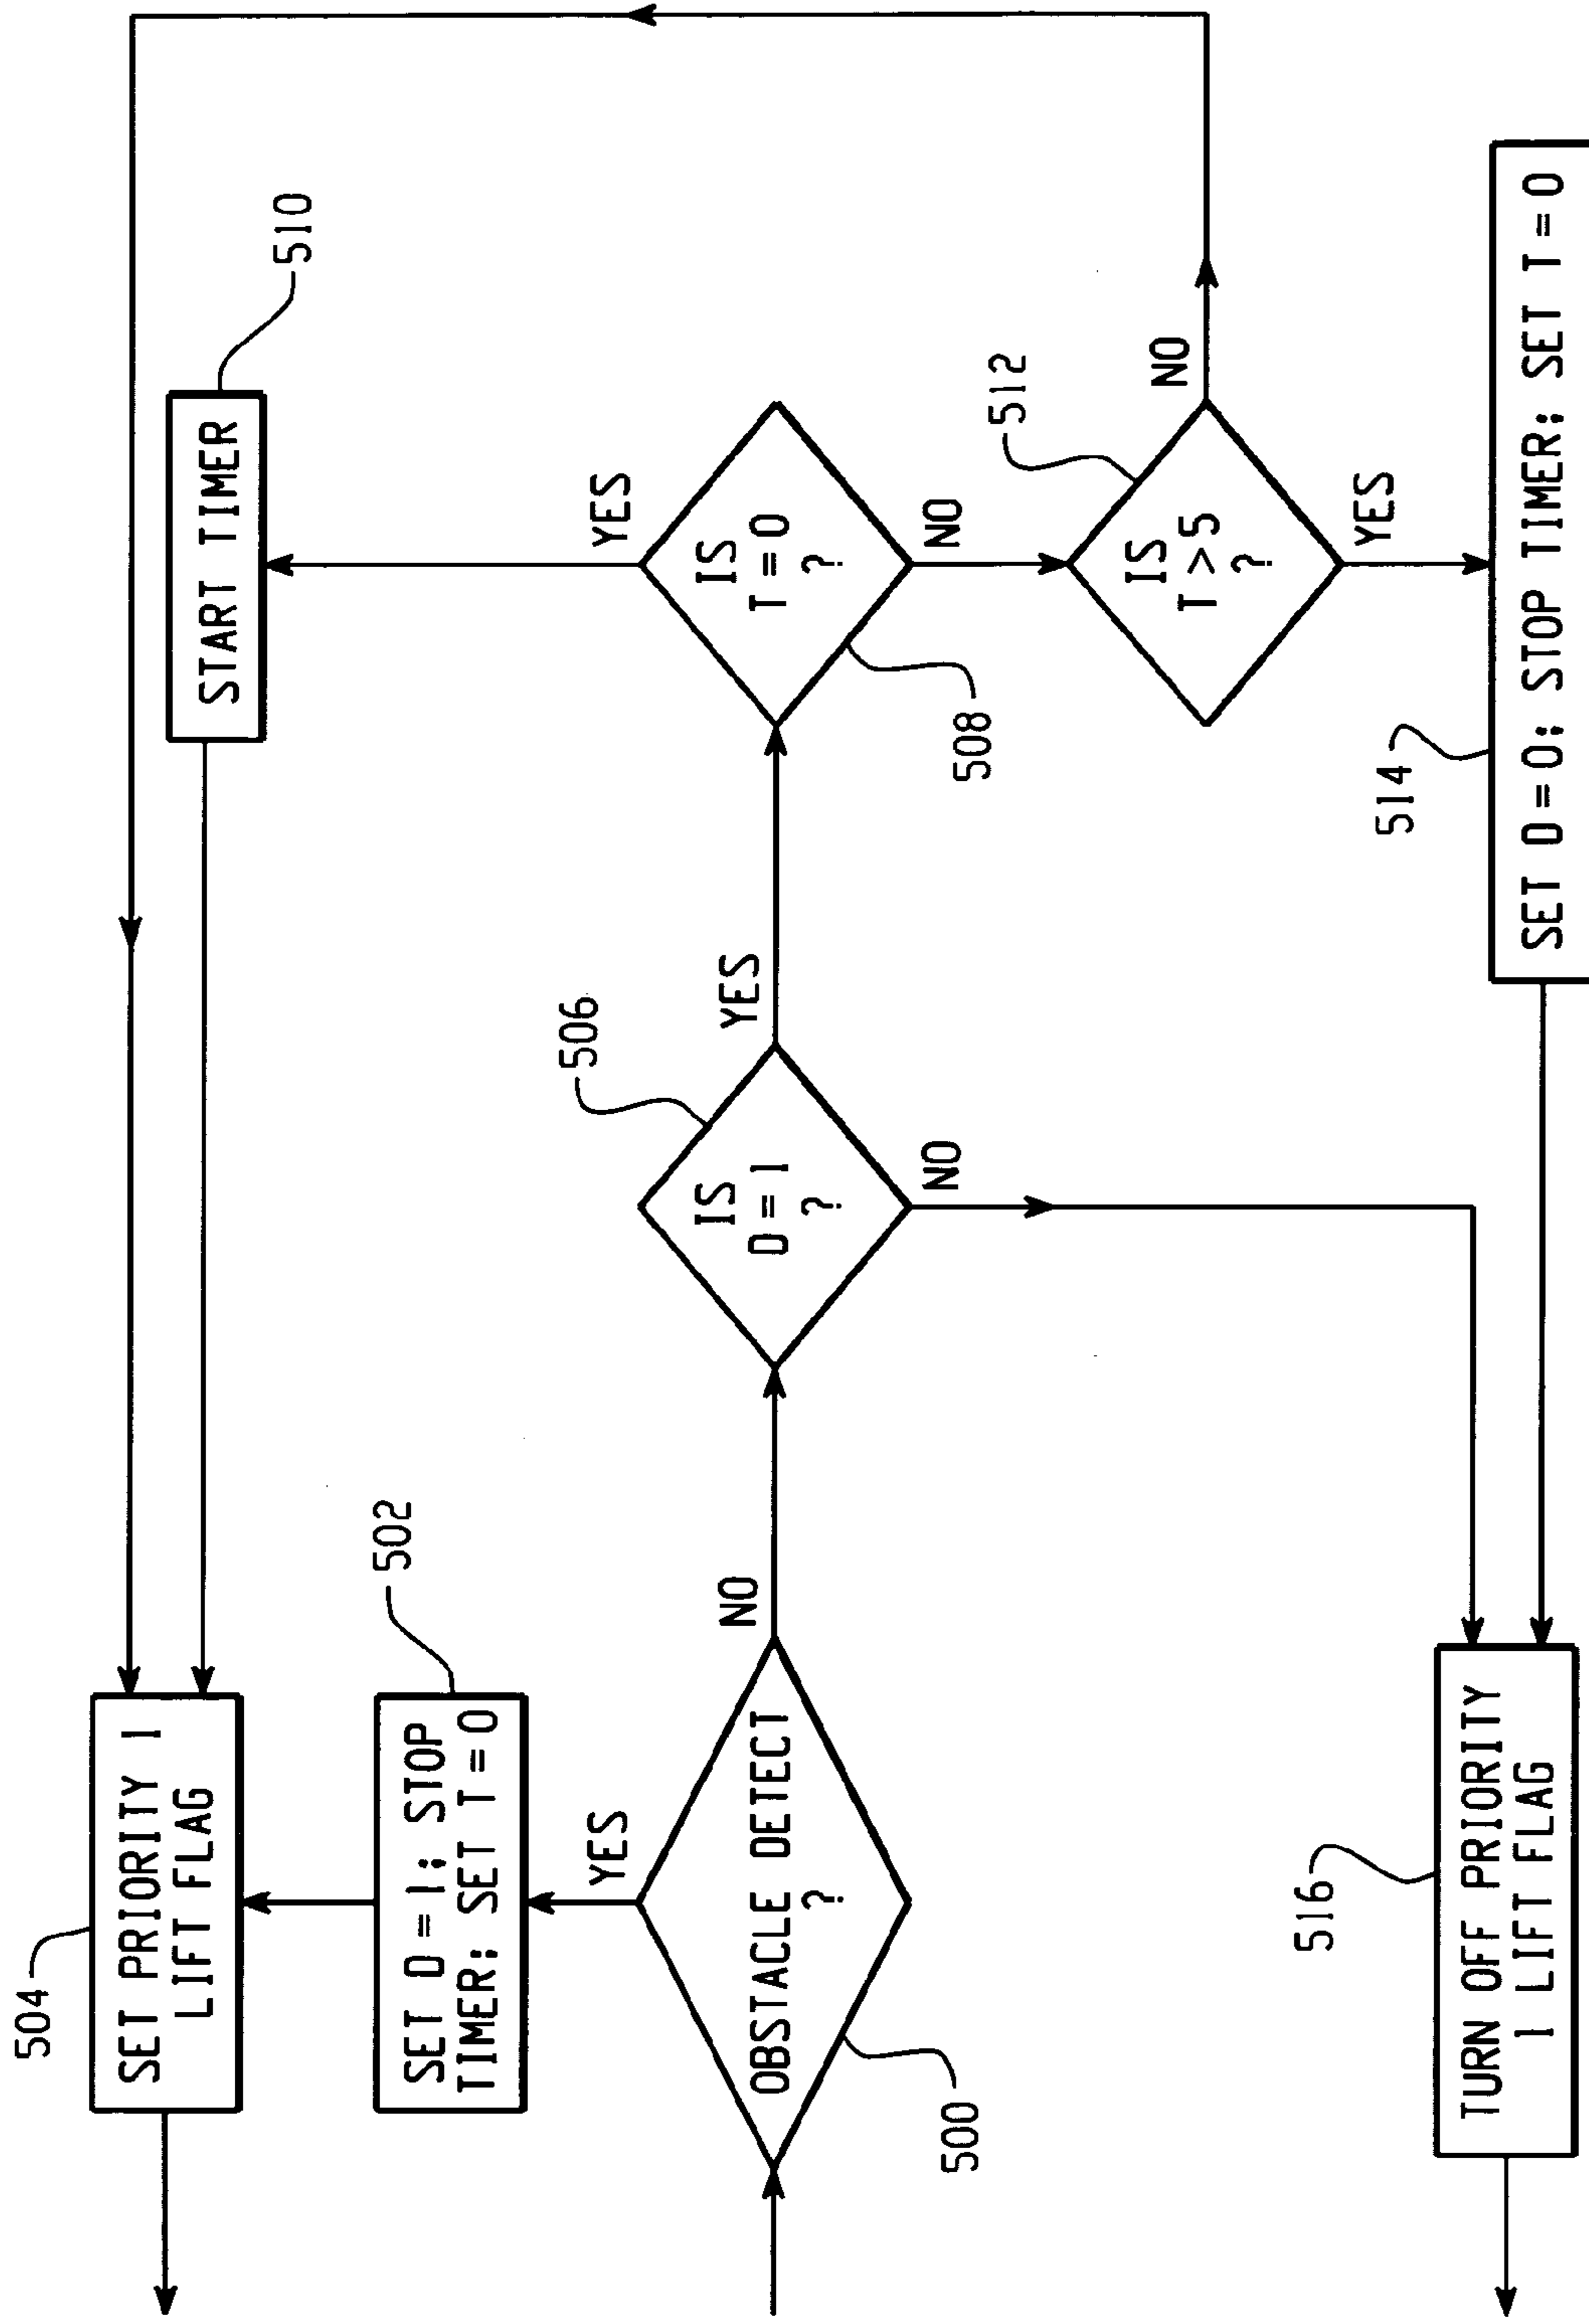 504
SET PRIORITY 1
LIFT FLAG
502
SET D = 1; STOP
TIMER; SET T = 0
YES
OBSTACLE DETECT
?
500
NO
506
IS
D = 1
?
YES
NO
510
START TIMER
YES
IS
T = 0
?
508
NO
512
IS
T > 5
?
NO
YES
514
SET D = 0; STOP TIMER; SET T = 0
516
TURN OFF PRIORITY
1 LIFT FLAG